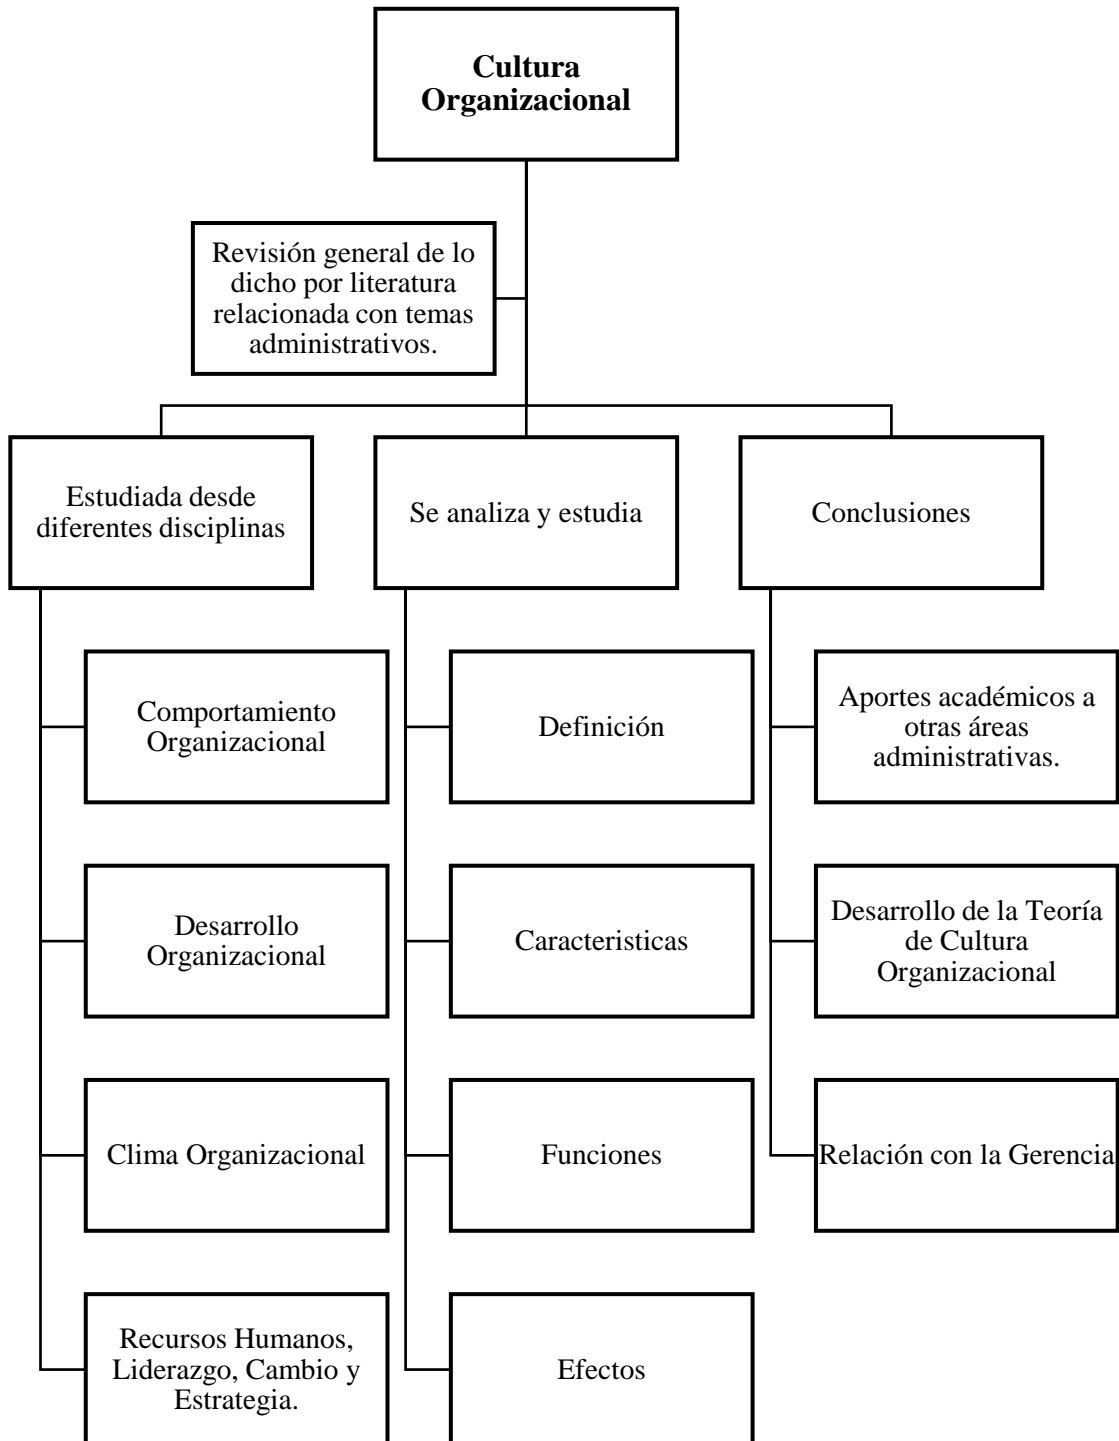 Cultura
Organizacional
Revisión general de lo
dicho por literatura
relacionada con temas
administrativos.
Estudiada desde
diferentes disciplinas
Se analiza y estudia
Conclusiones
Comportamiento
Organizacional
Definición
Aportes académicos a
otras áreas
administrativas.
Desarrollo
Organizacional
Caracteristicas
Desarrollo de la Teoría
de Cultura
Organizacional
Clima Organizacional
Funciones
Relación con la Gerencia
Recursos Humanos,
Liderazgo, Cambio y
Estrategia.
Efectos